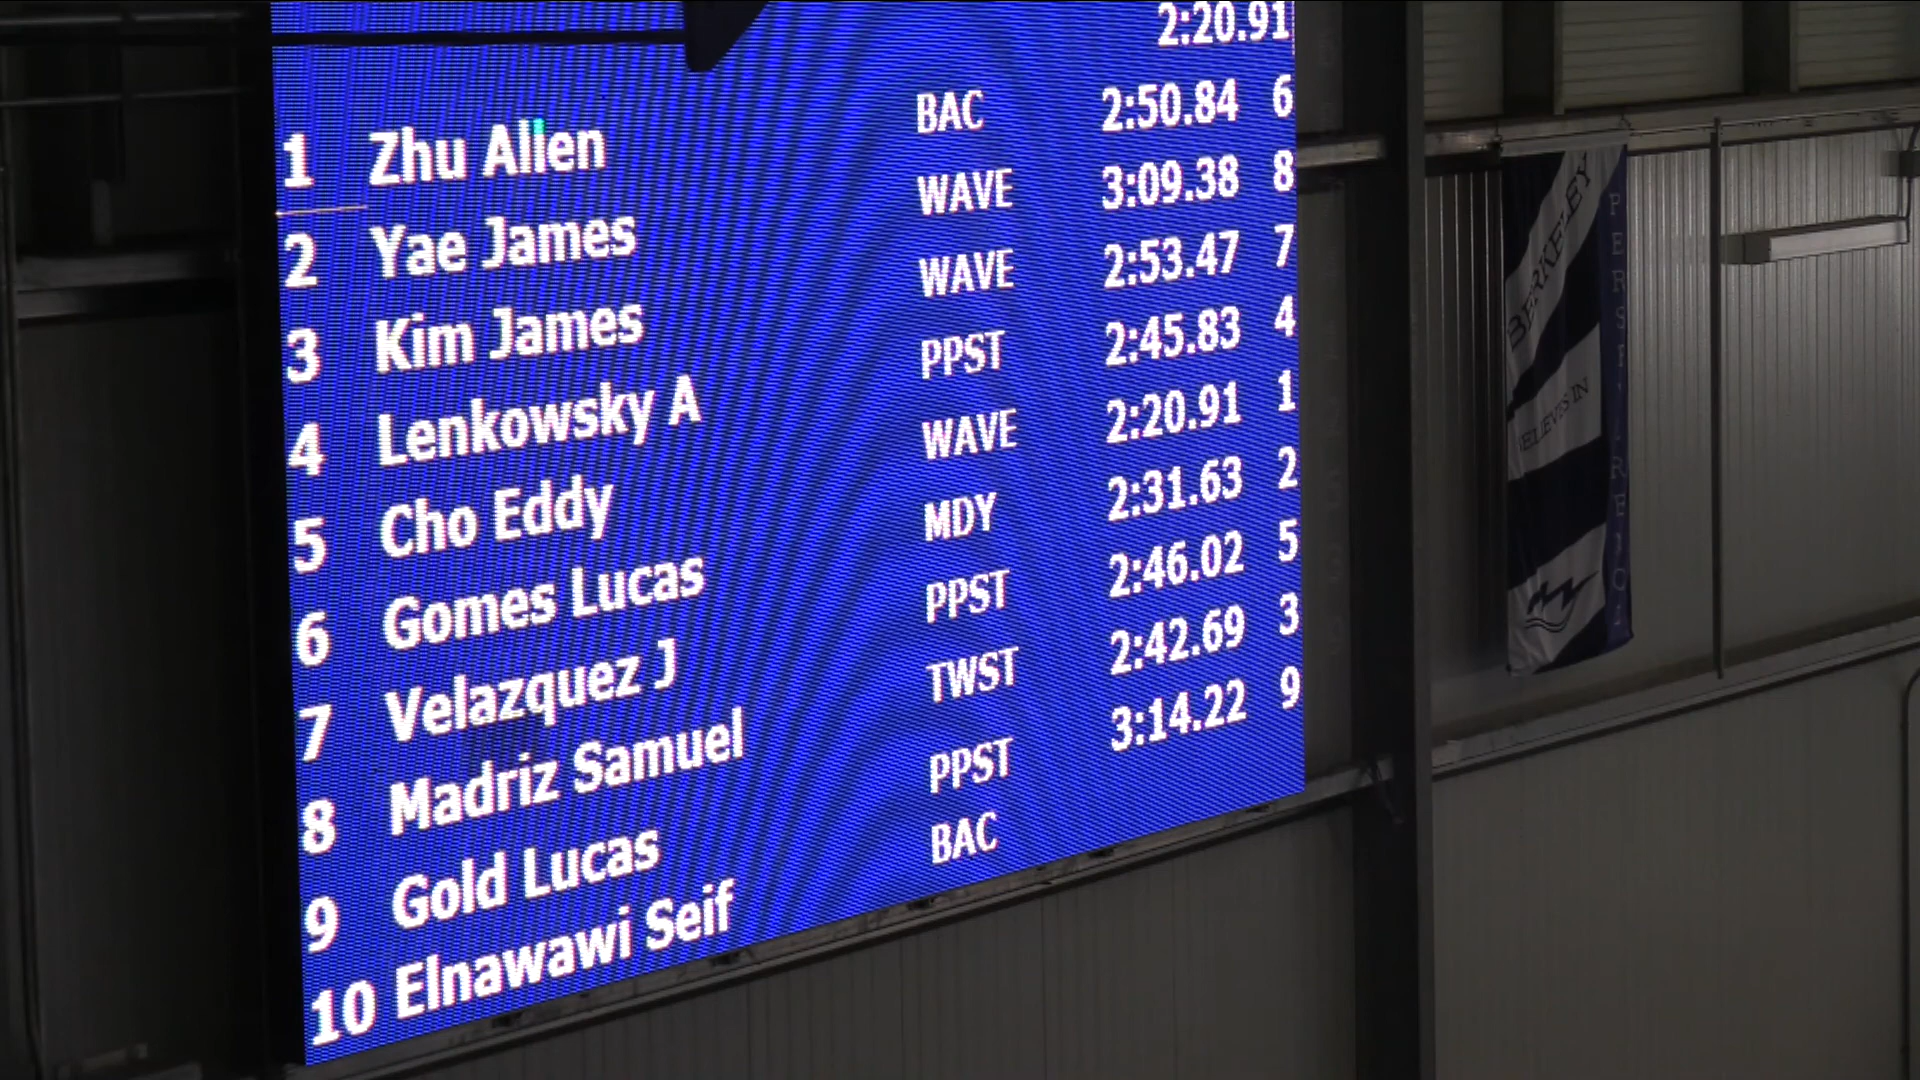 2:20.91
1 Zhu Allen BAC 2:50.84 6
2 Yae James WAVE 3:09.38 8
3 Kim James WAVE 2:53.47 7
4 Lenkowsky A PPST 2:45.83 4
5 Cho Eddy WAVE 2:20.91 1
6 Gomes Lucas MDY 2:31.63 2
7 Velazquez J PPST 2:46.02 5
8 Madriz Samuel TWST 2:42.69 3
9 Gold Lucas PPST 3:14.22 9
10 Elnawawi Seif BAC
BERKELEY
BELIEVES IN